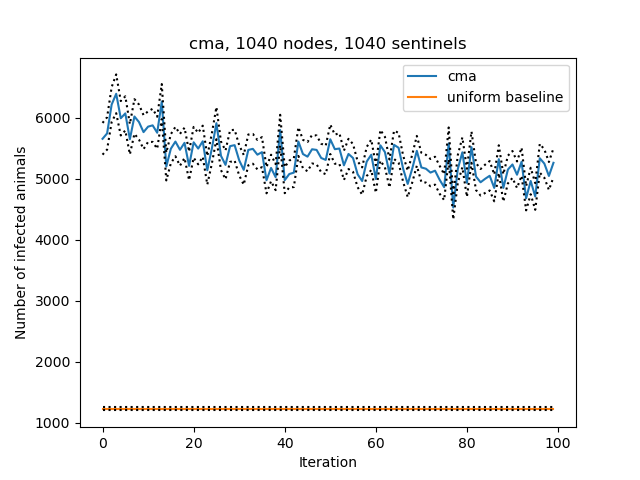 cma, 1040 nodes, 1040 sentinels
cma
uniform baseline
Number of infected animals
6000
5000
4000
3000
2000
1000
0 20 40 60 80 100
Iteration